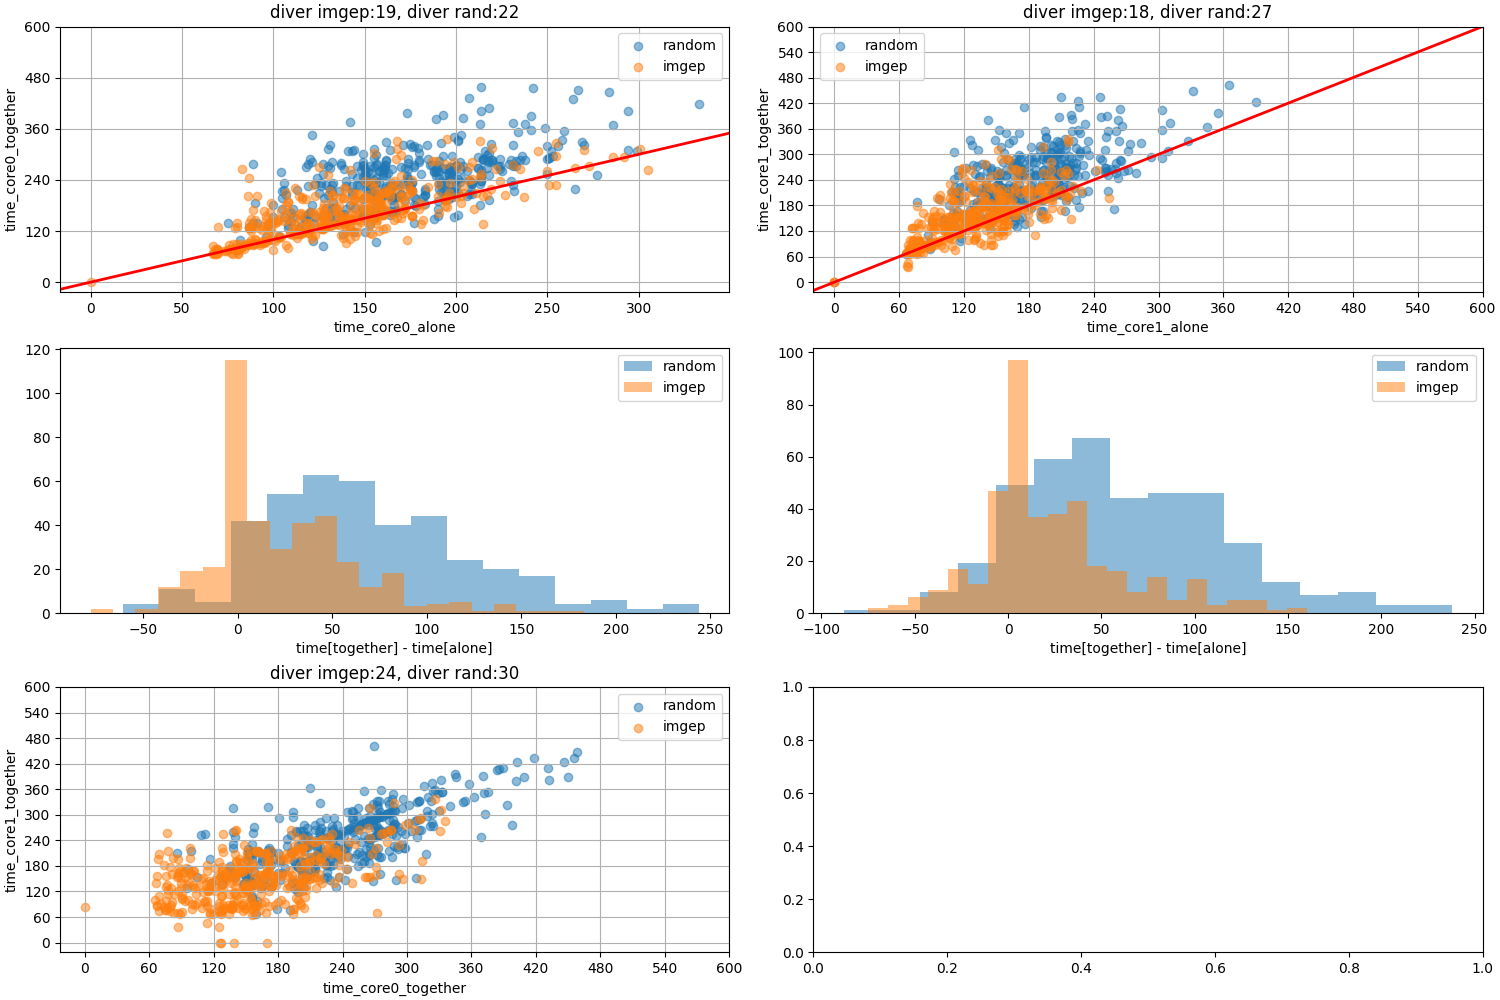 diver imgep:19, diver rand:22
600
480
360
240
120
0
time_core0_together
random
imgep
0 50 100 150 200 250 300
time_core0_alone
diver imgep:18, diver rand:27
600
540
480
420
360
300
240
180
120
60
0
time_core1_together
random
imgep
0 60 120 180 240 300 360 420 480 540 600
time_core1_alone
120
100
80
60
40
20
0
random
imgep
−50 0 50 100 150 200 250
time[together] - time[alone]
100
80
60
40
20
0
random
imgep
−100 −50 0 50 100 150 200 250
time[together] - time[alone]
diver imgep:24, diver rand:30
600
540
480
420
360
300
240
180
120
60
0
time_core1_together
random
imgep
0 60 120 180 240 300 360 420 480 540 600
time_core0_together
1.0
0.8
0.6
0.4
0.2
0.0
0.0 0.2 0.4 0.6 0.8 1.0